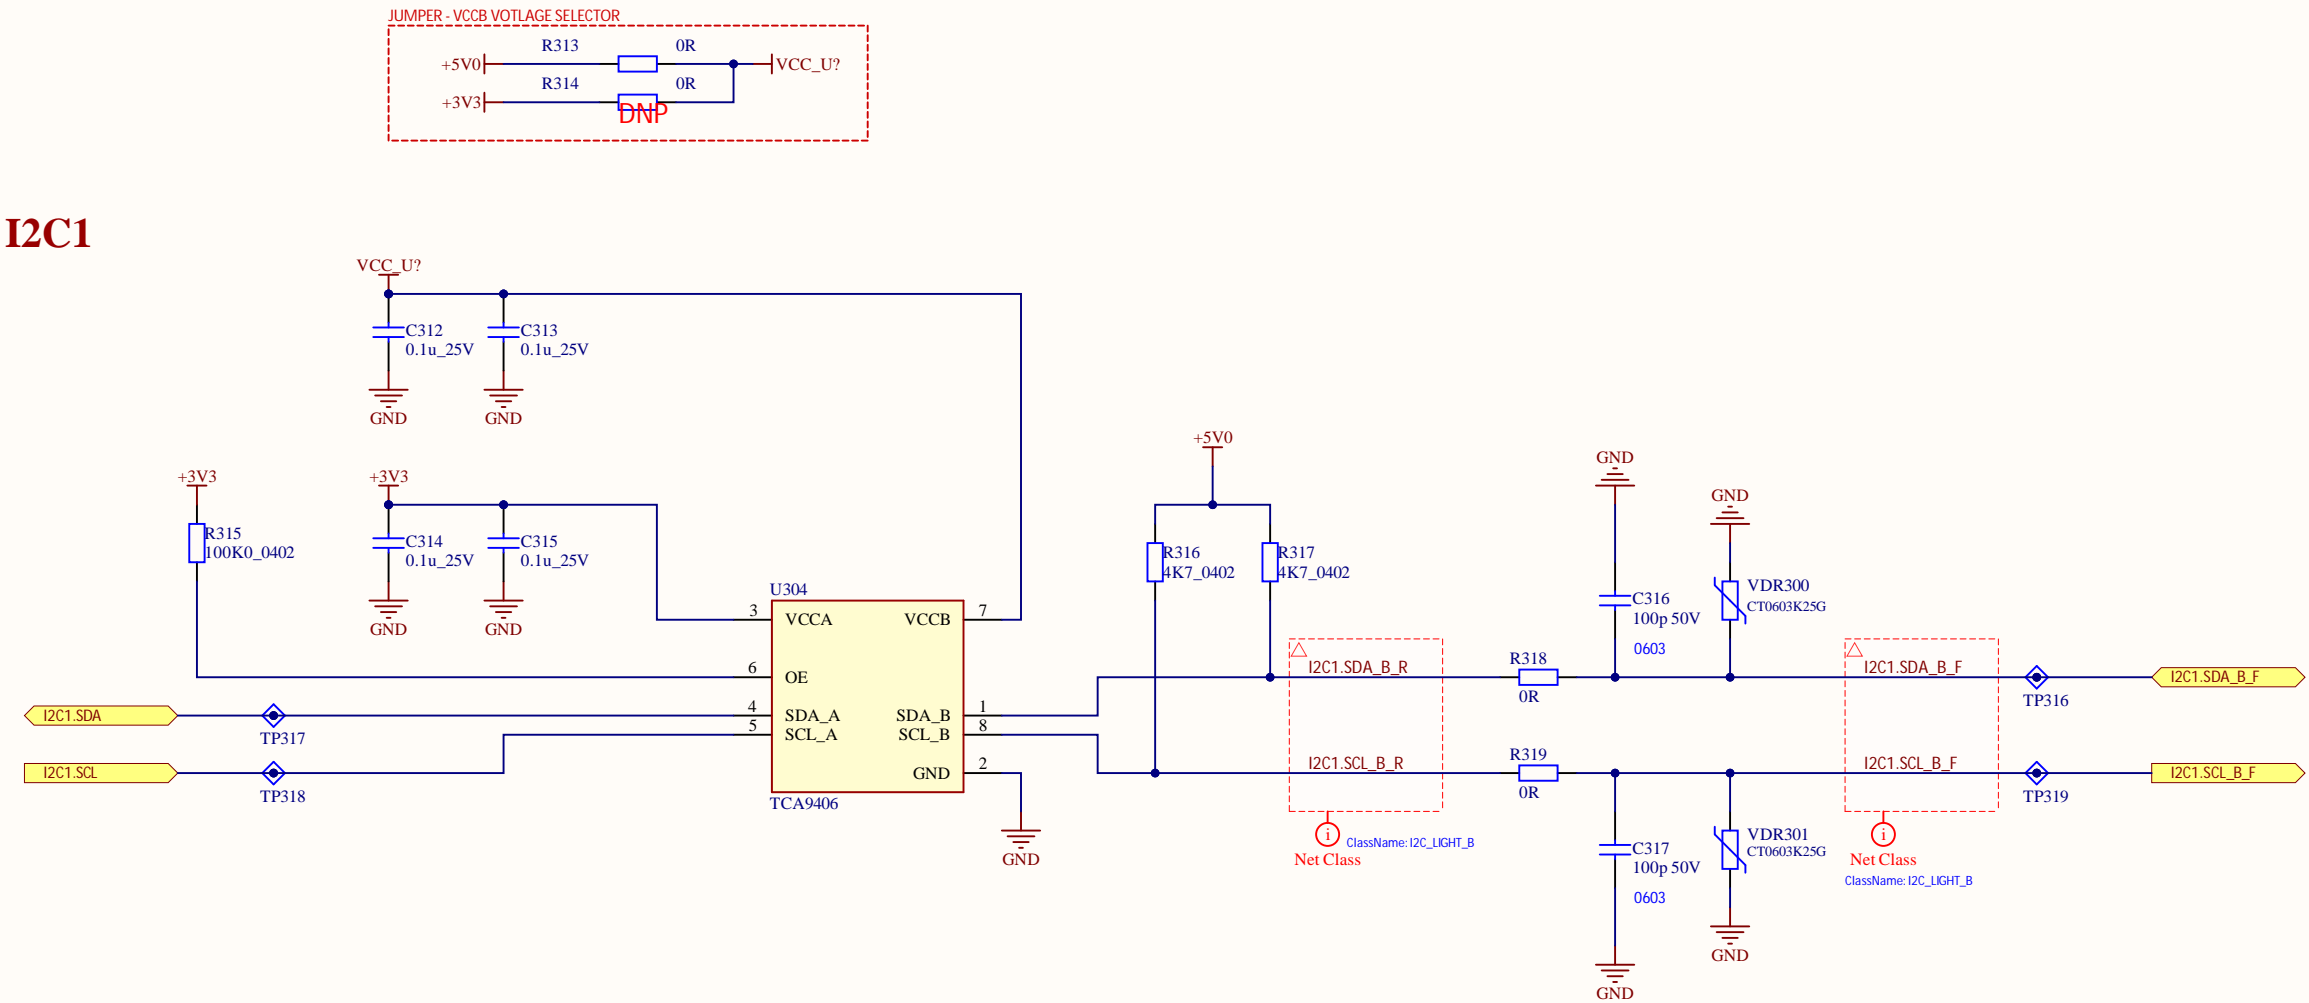 JUMPER - VCCB VOTLAGE SELECTOR
R313 0R
+5V0 VCC_U?
R314 0R
+3V3
DNP
I2C1
VCC_U?
C312
0.1u_25V
C313
0.1u_25V
GND
GND
+3V3
R315
100K0_0402
+3V3
C314
0.1u_25V
C315
0.1u_25V
GND
GND
U304
3 VCCA
VCCB 7
6 OE
4 SDA_A
SDA_B 1
5 SCL_A
SCL_B 8
GND 2
TCA9406
GND
I2C1.SDA
TP317
I2C1.SCL
TP318
+5V0
R316
4K7_0402
R317
4K7_0402
I2C1.SDA_B_R
I2C1.SCL_B_R
i
Net Class
ClassName: I2C_LIGHT_B
R318
0R
R319
0R
GND
C316
100p 50V
0603
GND
VDR300
CT0603K25G
C317
100p 50V
0603
GND
VDR301
CT0603K25G
GND
I2C1.SDA_B_F
I2C1.SCL_B_F
i
Net Class
ClassName: I2C_LIGHT_B
TP316
I2C1.SDA_B_F
TP319
I2C1.SCL_B_F